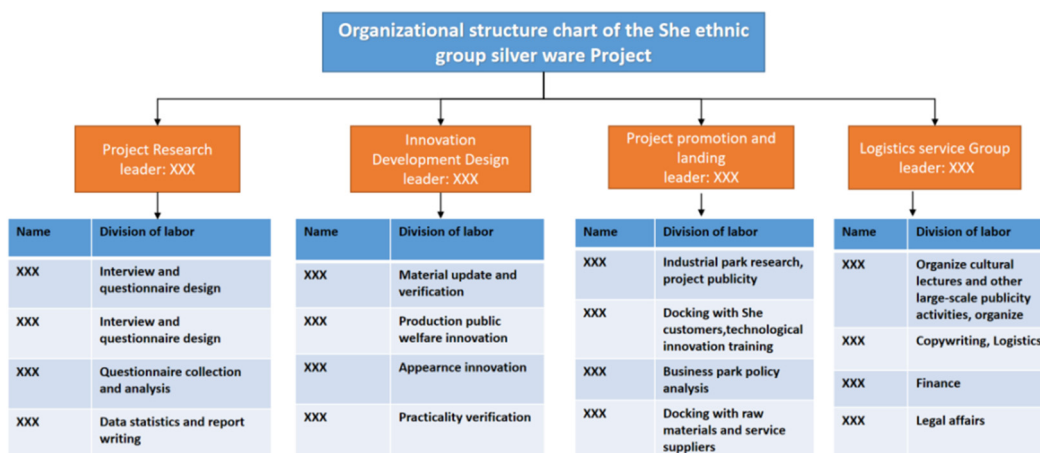 Organizational structure chart of the She ethnic
group silver ware Project
Project Research
leader: XXX
Innovation
Development Design
leader: XXX
Project promotion and
landing
leader: XXX
Logistics service Group
leader: XXX
Name Division of labor
XXX Interview and
questionnaire design
XXX Interview and
questionnaire design
XXX Questionnaire collection
and analysis
XXX Data statistics and report
writing
Name Division of labor
XXX Material update and
verification
XXX Production public
welfare innovation
XXX Appearnce innovation
XXX Practicality verification
Name Division of labor
XXX Industrial park research,
project publicity
XXX Docking with She
customers,technological
innovation training
XXX Business park policy
analysis
XXX Docking with raw
materials and service
suppliers
Name Division of labor
XXX Organize cultural
lectures and other
large-scale publicity
activities, organize
XXX Copywriting, Logistics
XXX Finance
XXX Legal affairs